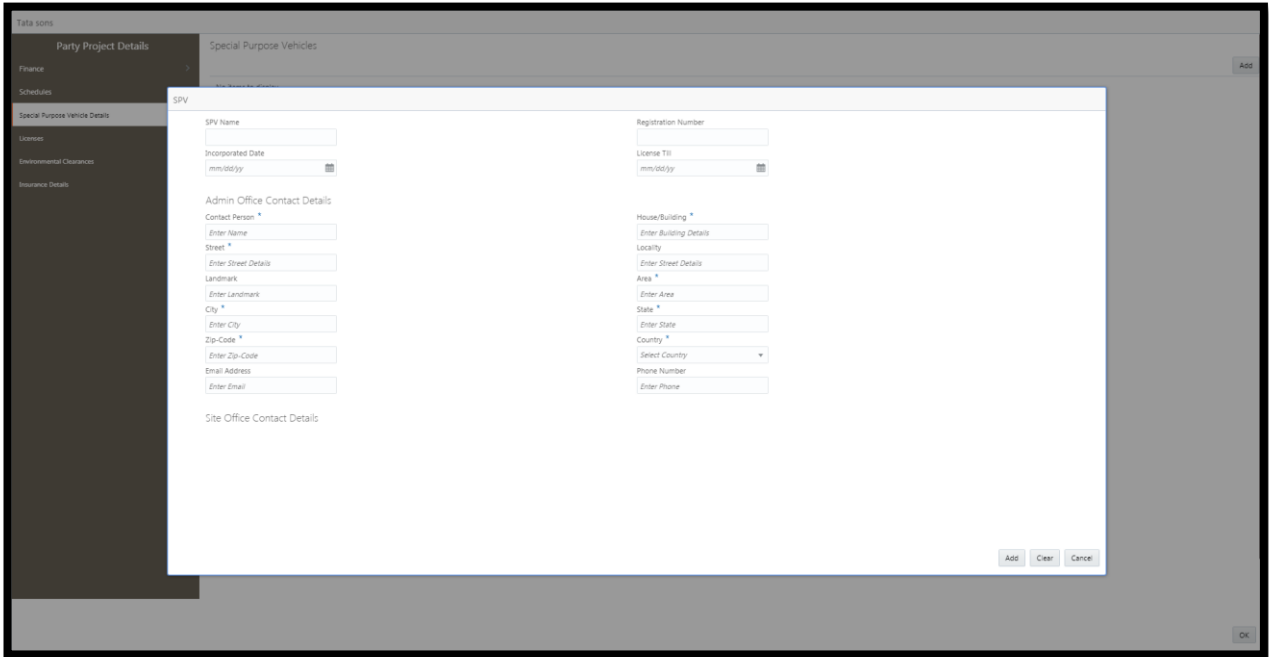 Tata sons
Party Project Details
Special Purpose Vehicles
Finance
Add
Schedules
No items to display
SPV
Special Purpose Vehicle Details
SPV Name Registration Number
Licenses
Incorporated Date License Till
Environmental Clearances
mm/dd/yy mm/dd/yy
Insurance Details
Admin Office Contact Details
Contact Person * House/Building *
Enter Name Enter Building Details
Street * Locality
Enter Street Details Enter Street Details
Landmark Area *
Enter Landmark Enter Area
City * State *
Enter City Enter State
Zip-Code * Country *
Enter Zip-Code Select Country
Email Address Phone Number
Enter Email Enter Phone
Site Office Contact Details
Add Clear Cancel
OK